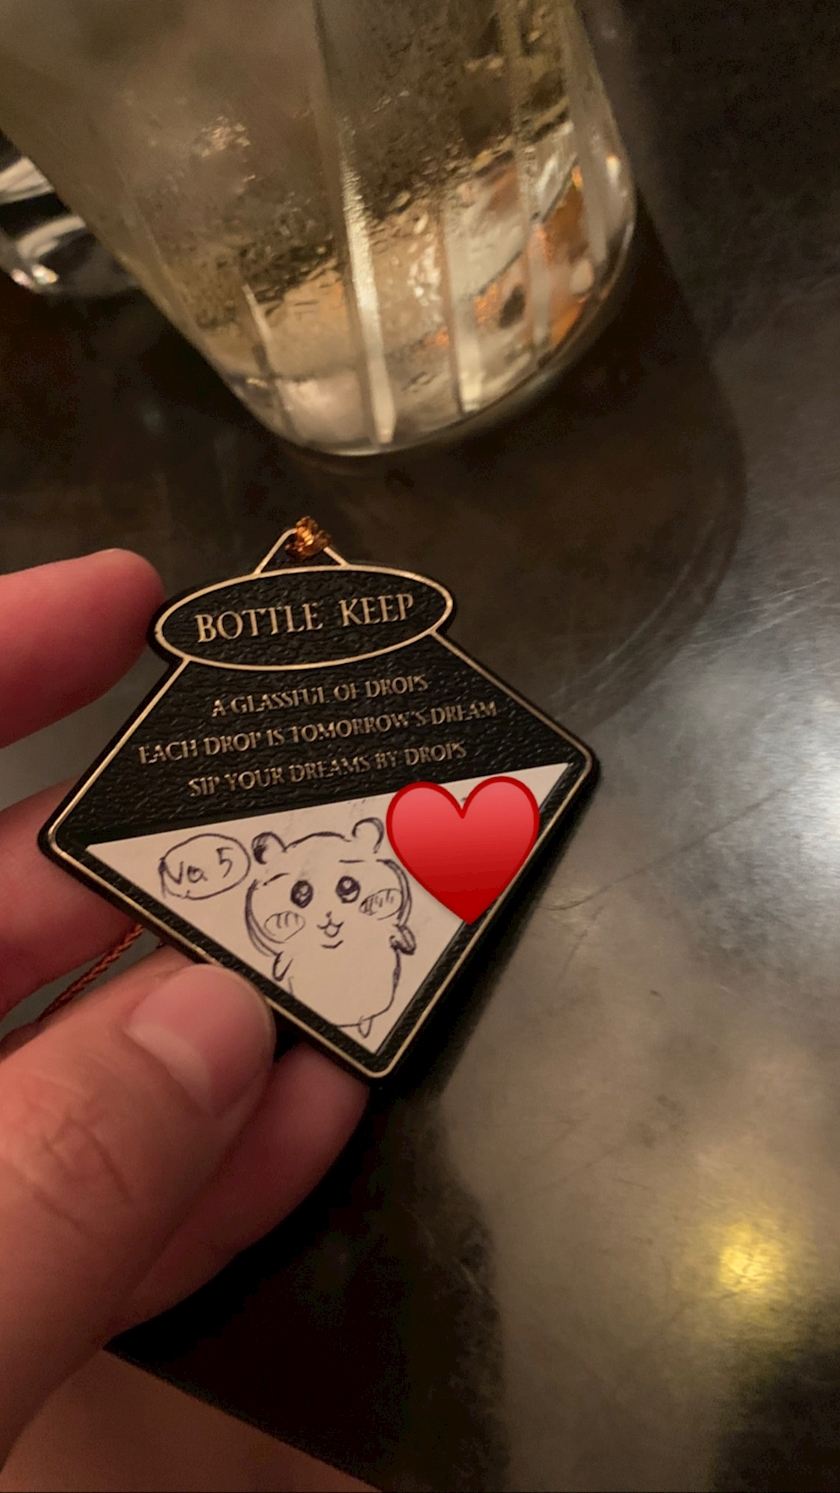 BOTTLE KEEP
A GLASSFUL OF DROPS
EACH DROP IS TOMORROW'S DREAM
SIP YOUR DREAMS BY DROPS
No. 5